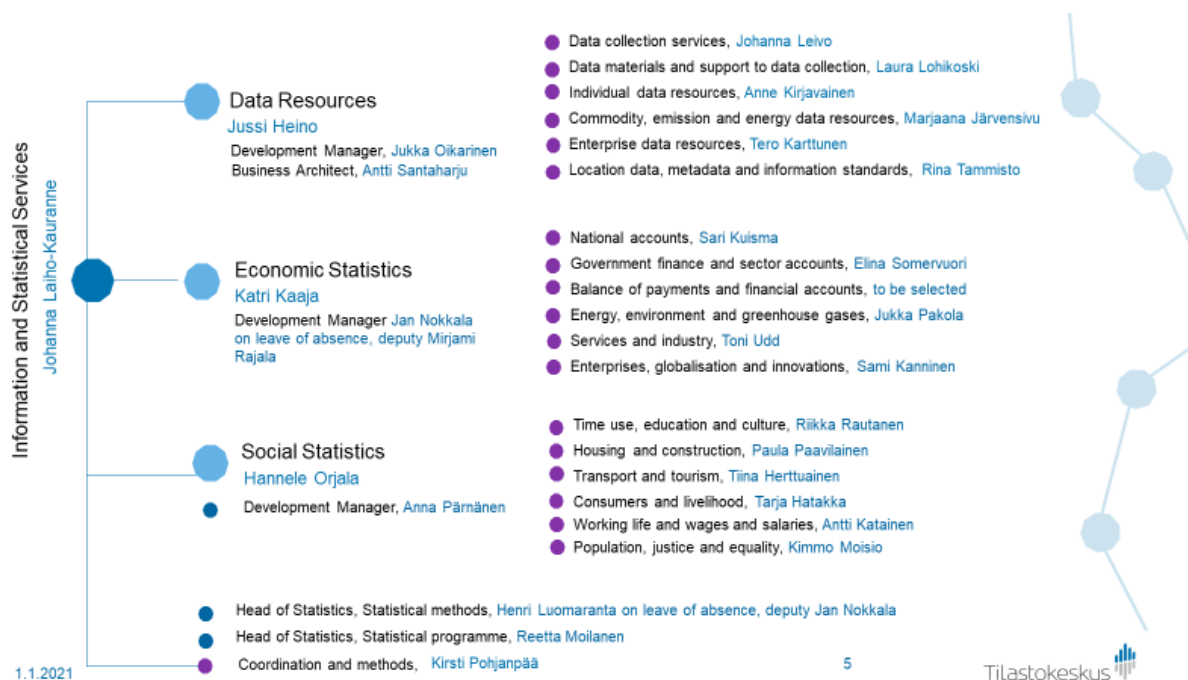 Information and Statistical Services
Johanna Laiho-Kauranne
Data Resources
Jussi Heino
Development Manager, Jukka Oikarinen
Business Architect, Antti Santaharju
Data collection services, Johanna Leivo
Data materials and support to data collection, Laura Lohikoski
Individual data resources, Anne Kirjavainen
Commodity, emission and energy data resources, Marjaana Järvensivu
Enterprise data resources, Tero Karttunen
Location data, metadata and information standards, Rina Tammisto
Economic Statistics
Katri Kaaja
Development Manager Jan Nokkala
on leave of absence, deputy Mirjami
Rajala
National accounts, Sari Kuisma
Government finance and sector accounts, Elina Somervuori
Balance of payments and financial accounts, to be selected
Energy, environment and greenhouse gases, Jukka Pakola
Services and industry, Toni Udd
Enterprises, globalisation and innovations, Sami Kanninen
Social Statistics
Hannele Orjala
Development Manager, Anna Pärnänen
Time use, education and culture, Riikka Rautanen
Housing and construction, Paula Paavilainen
Transport and tourism, Tiina Herttuainen
Consumers and livelihood, Tarja Hatakka
Working life and wages and salaries, Antti Katainen
Population, justice and equality, Kimmo Moisio
Head of Statistics, Statistical methods, Henri Luomaranta on leave of absence, deputy Jan Nokkala
Head of Statistics, Statistical programme, Reetta Moilanen
Coordination and methods, Kirsti Pohjanpää
1.1.2021
5
Tilastokeskus